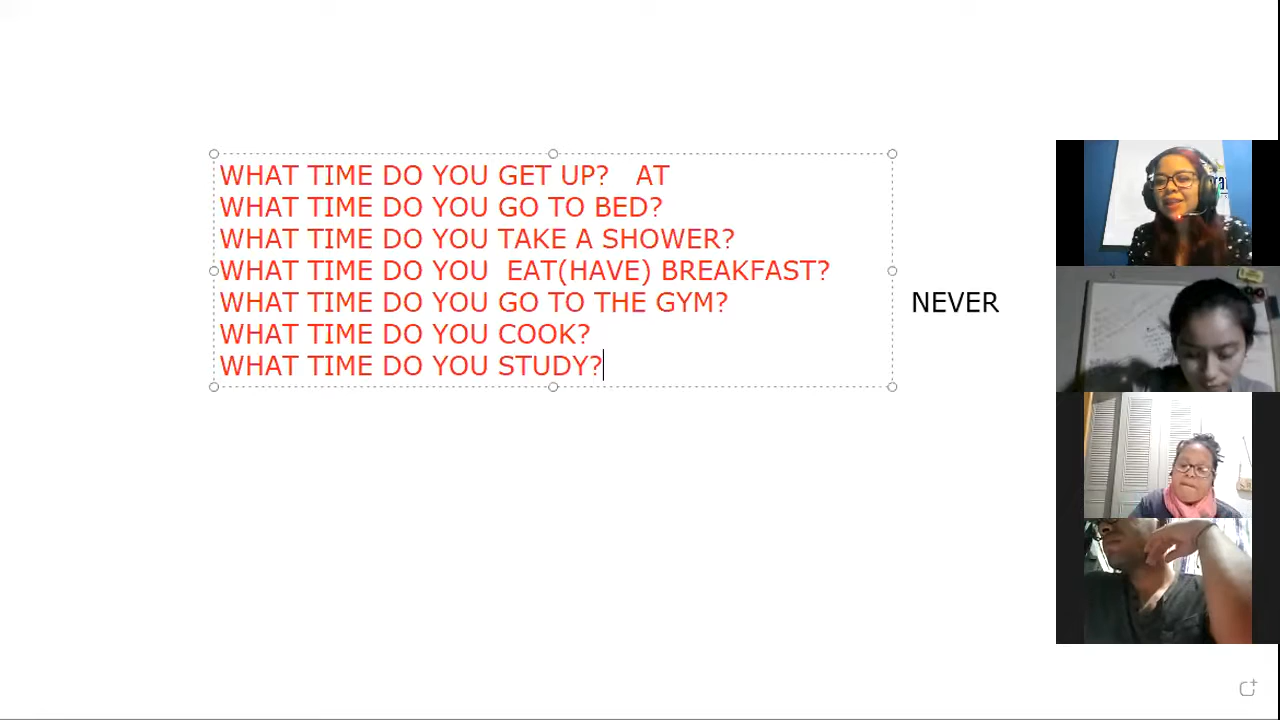 WHAT TIME DO YOU GET UP?   AT
WHAT TIME DO YOU GO TO BED?
WHAT TIME DO YOU TAKE A SHOWER?
WHAT TIME DO YOU  EAT(HAVE) BREAKFAST?
WHAT TIME DO YOU GO TO THE GYM?
NEVER
WHAT TIME DO YOU COOK?
WHAT TIME DO YOU STUDY?